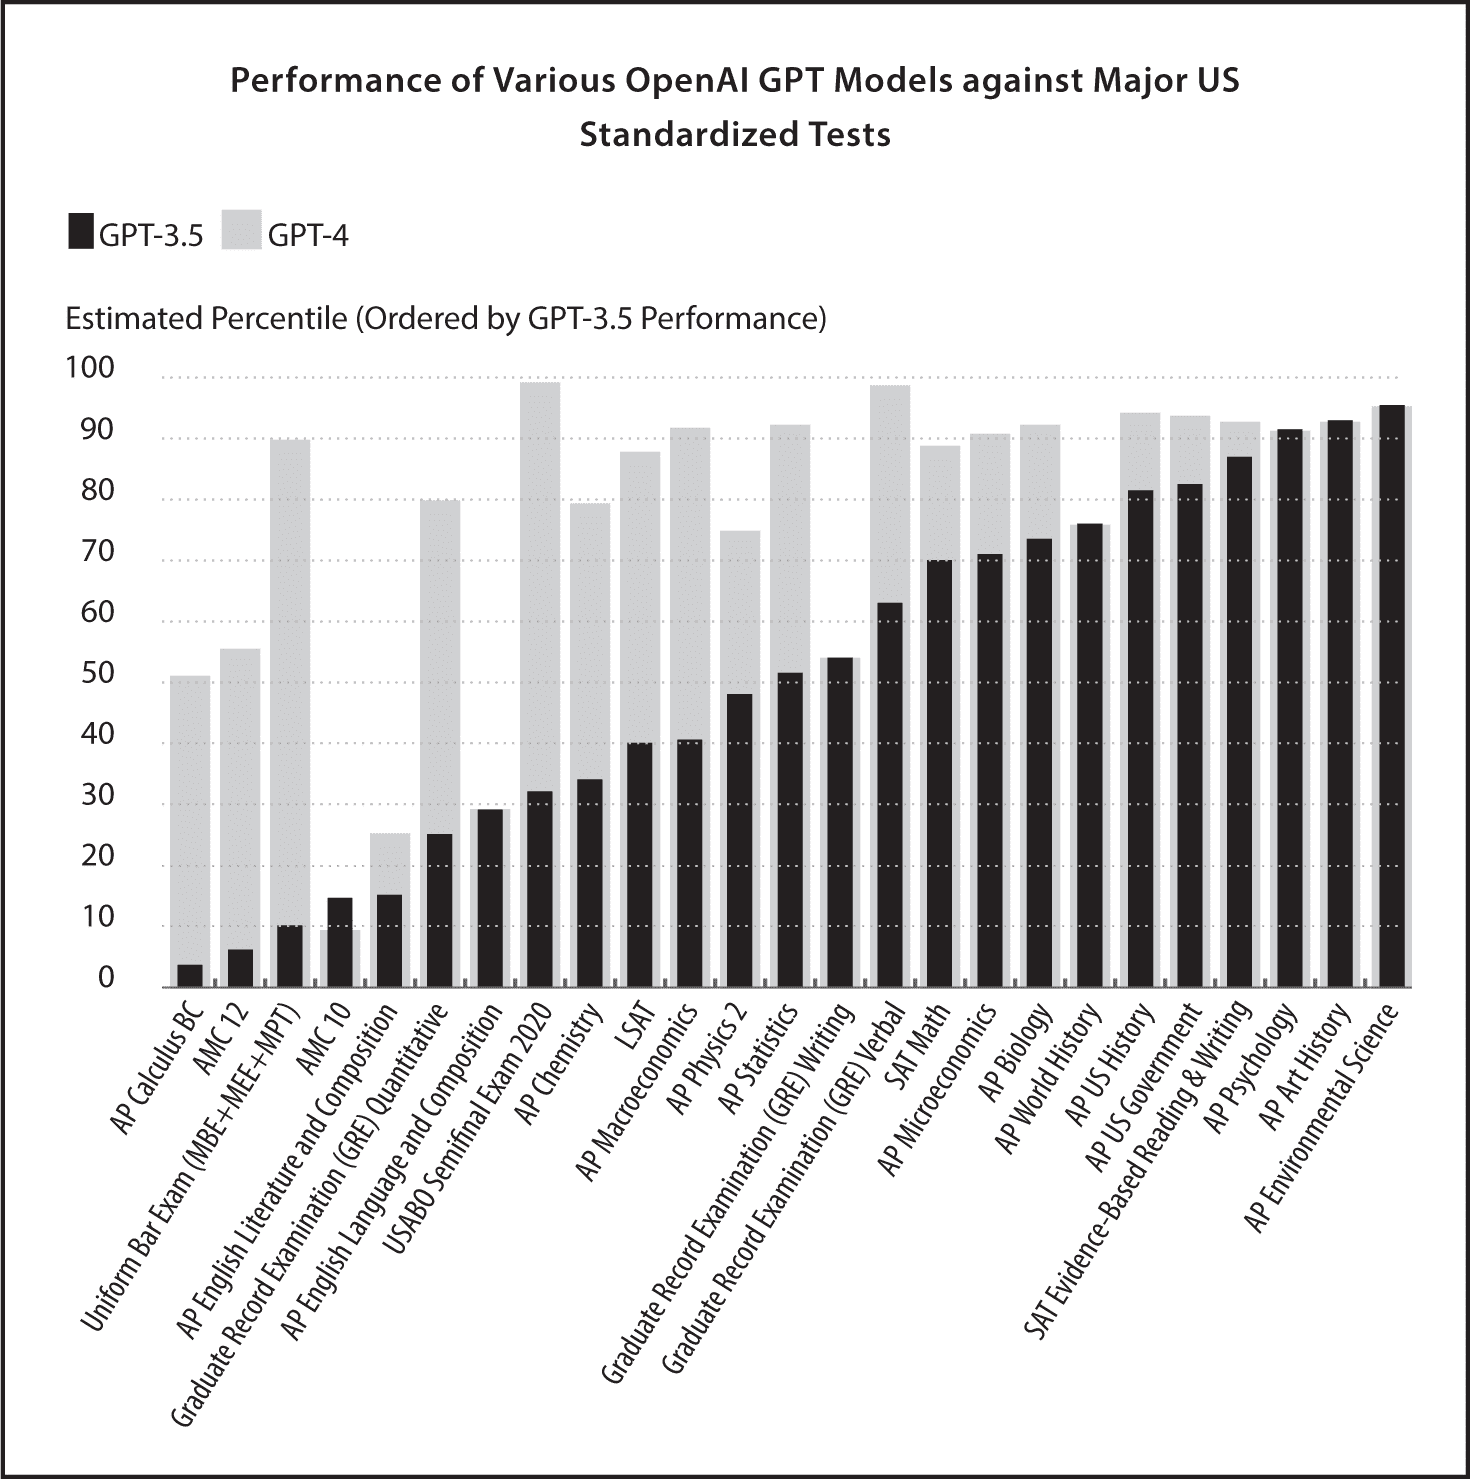 Performance of Various OpenAI GPT Models against Major US
Standardized Tests
GPT-3.5 GPT-4
Estimated Percentile (Ordered by GPT-3.5 Performance)
100
90
80
70
60
50
40
30
20
10
0
AP Calculus BC
AMC 12
Uniform Bar Exam (MBE+MEE+MPT)
AMC 10
AP English Literature and Composition
Graduate Record Examination (GRE) Quantitative
AP English Language and Composition
USABO Semifinal Exam 2020
AP Chemistry
LSAT
AP Macroeconomics
AP Physics 2
AP Statistics
Graduate Record Examination (GRE) Writing
Graduate Record Examination (GRE) Verbal
SAT Math
AP Microeconomics
AP Biology
AP World History
AP US History
AP US Government
SAT Evidence-Based Reading & Writing
AP Psychology
AP Art History
AP Environmental Science